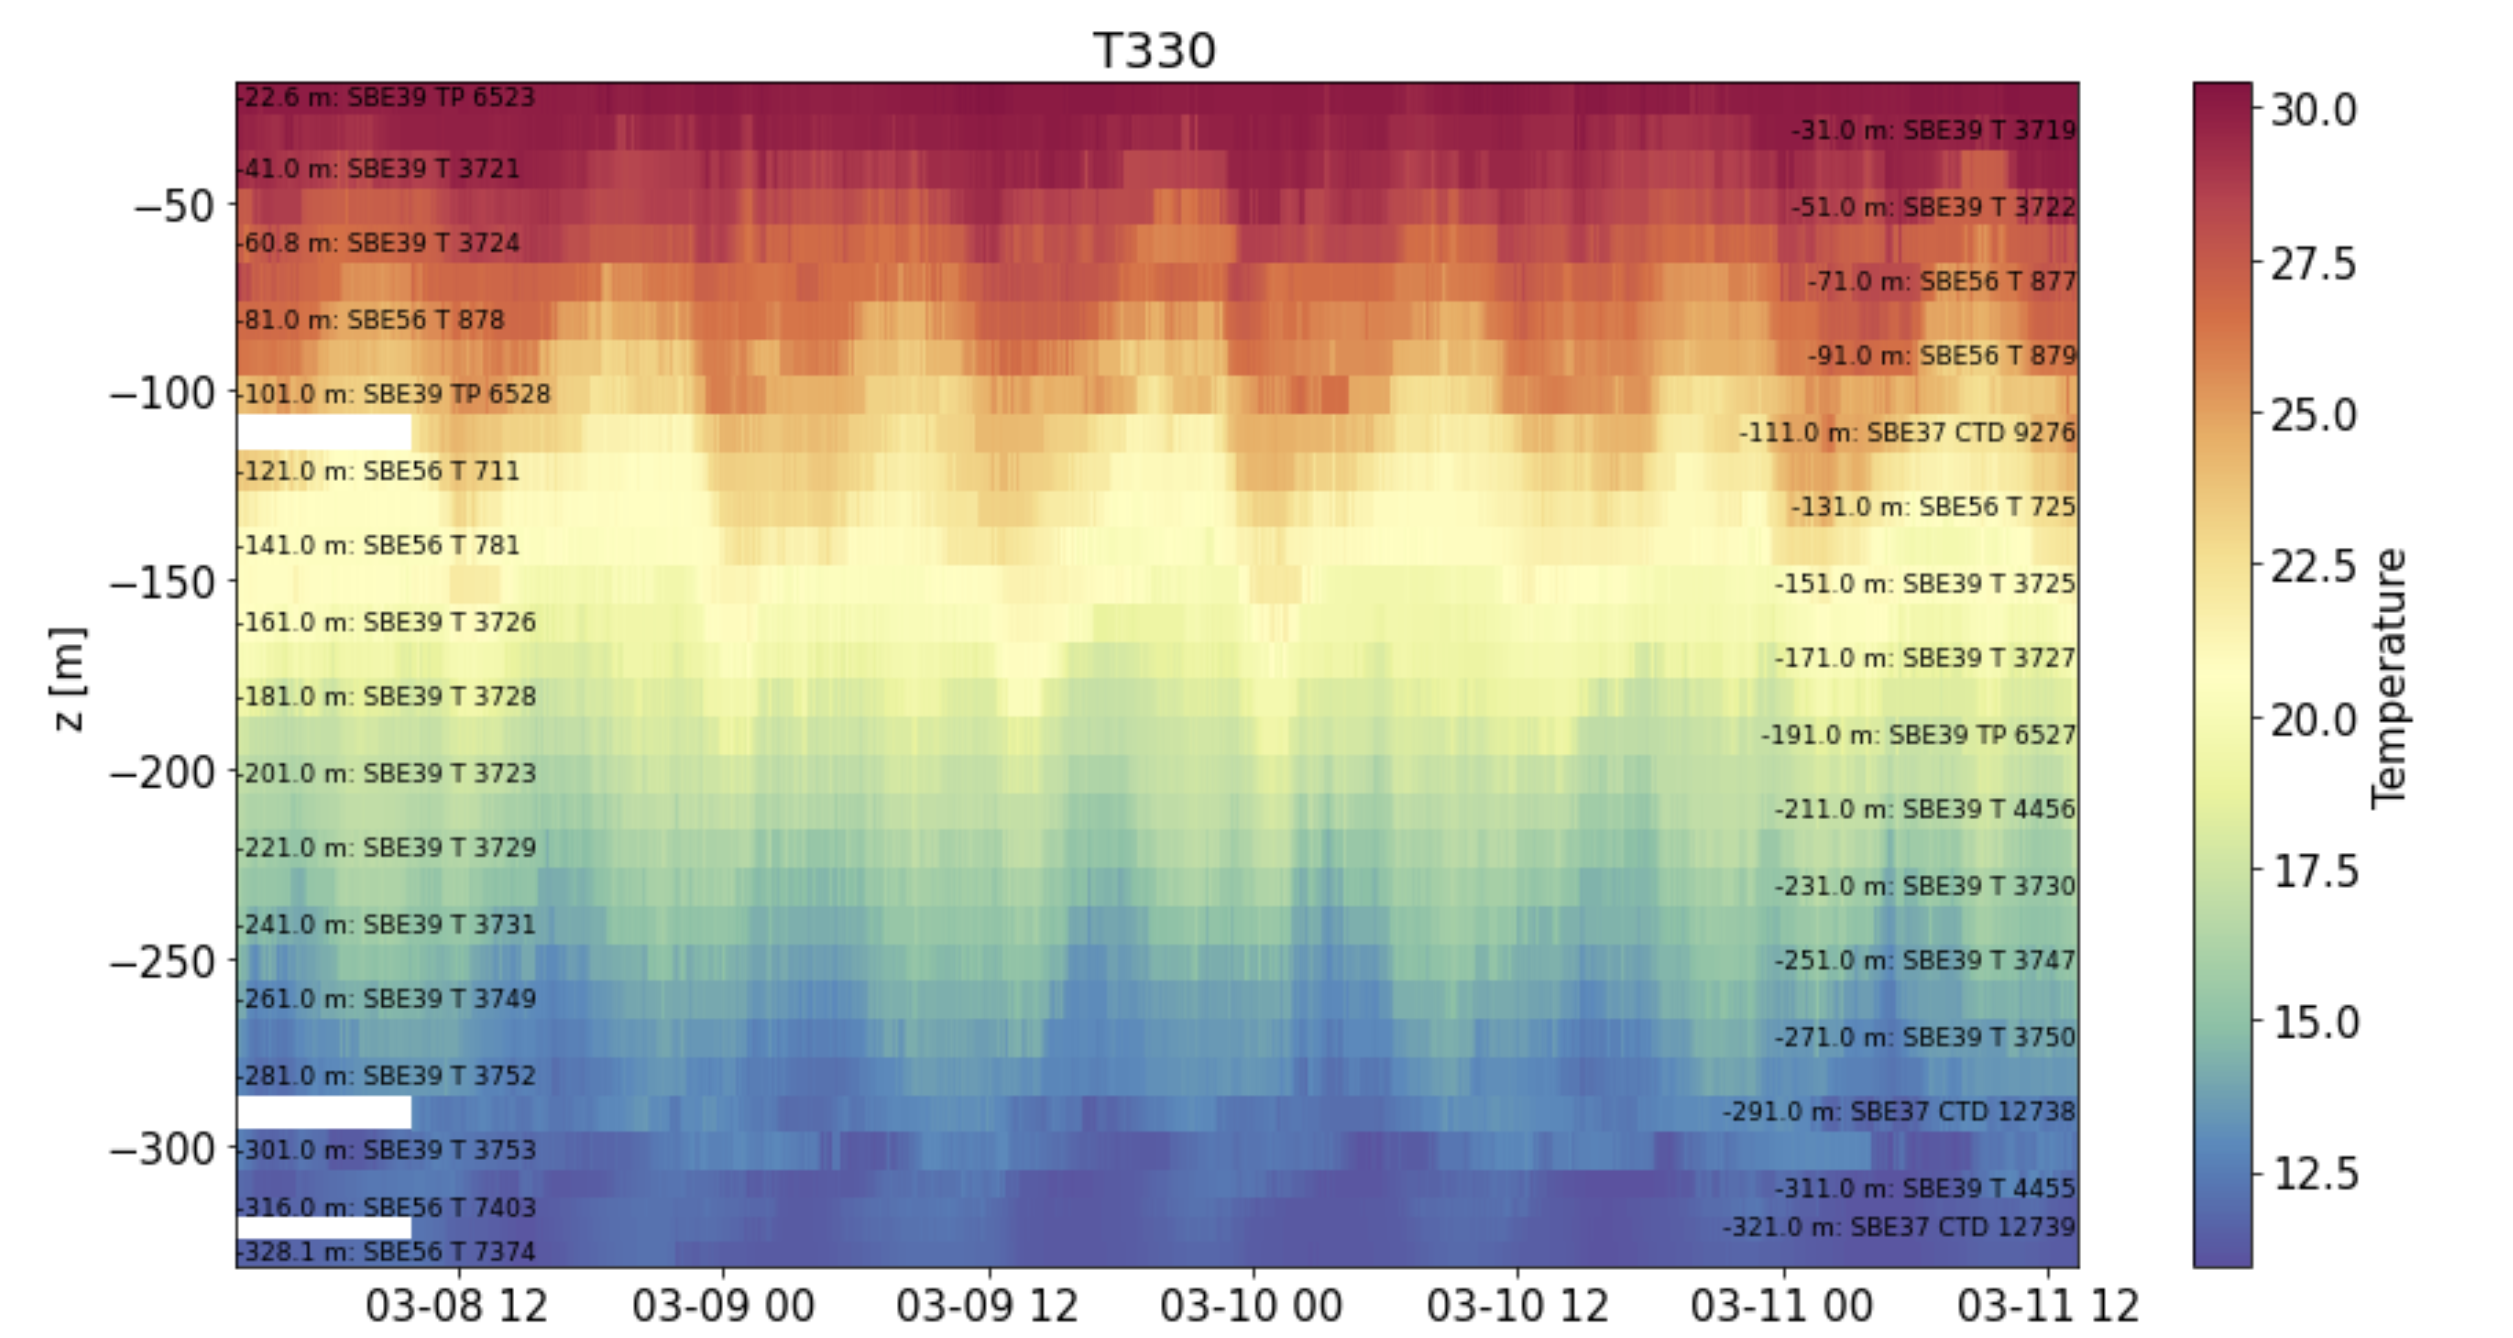 T330
-22.6 m: SBE39 TP 6523
-31.0 m: SBE39 T 3719
-41.0 m: SBE39 T 3721
-51.0 m: SBE39 T 3722
-60.8 m: SBE39 T 3724
-71.0 m: SBE56 T 877
-81.0 m: SBE56 T 878
-91.0 m: SBE56 T 879
-101.0 m: SBE39 TP 6528
-111.0 m: SBE37 CTD 9276
-121.0 m: SBE56 T 711
-131.0 m: SBE56 T 725
-141.0 m: SBE56 T 781
-151.0 m: SBE39 T 3725
-161.0 m: SBE39 T 3726
-171.0 m: SBE39 T 3727
-181.0 m: SBE39 T 3728
-191.0 m: SBE39 TP 6527
-201.0 m: SBE39 T 3723
-211.0 m: SBE39 T 4456
-221.0 m: SBE39 T 3729
-231.0 m: SBE39 T 3730
-241.0 m: SBE39 T 3731
-251.0 m: SBE39 T 3747
-261.0 m: SBE39 T 3749
-271.0 m: SBE39 T 3750
-281.0 m: SBE39 T 3752
-291.0 m: SBE37 CTD 12738
-301.0 m: SBE39 T 3753
-311.0 m: SBE39 T 4455
-316.0 m: SBE56 T 7403
-321.0 m: SBE37 CTD 12739
-328.1 m: SBE56 T 7374
−50
−100
−150
−200
−250
−300
z [m]
03-08 12
03-09 00
03-09 12
03-10 00
03-10 12
03-11 00
03-11 12
30.0
27.5
25.0
22.5
20.0
17.5
15.0
12.5
Temperature